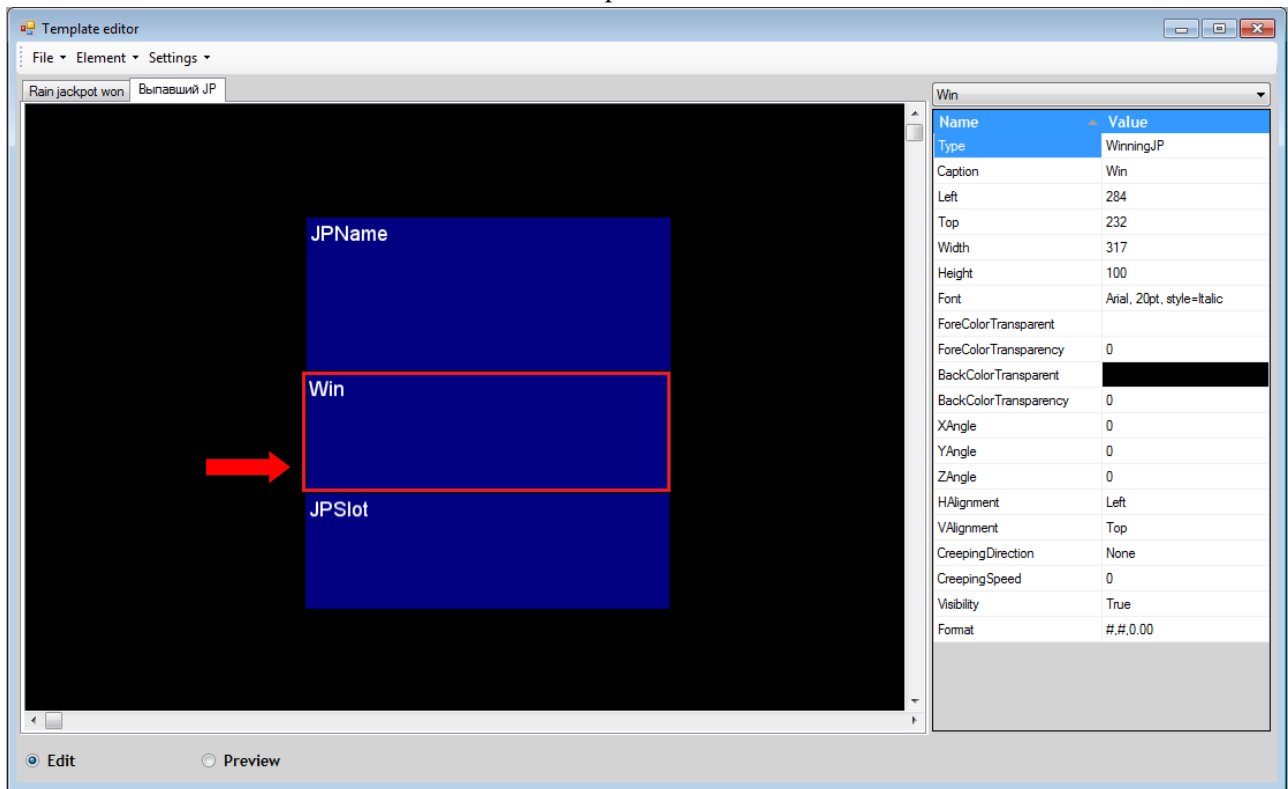 Template editor
File Element Settings
Rain jackpot won Выпавший JP
JPName
Win
JPSlot
Win
Name Value
Type WinningJP
Caption Win
Left 284
Top 232
Width 317
Height 100
Font Arial, 20pt, style=Italic
ForeColorTransparent
ForeColorTransparency 0
BackColorTransparent
BackColorTransparency 0
XAngle 0
YAngle 0
ZAngle 0
HAlignment Left
VAlignment Top
CreepingDirection None
CreepingSpeed 0
Visibility True
Format #,#,0.00
Edit Preview